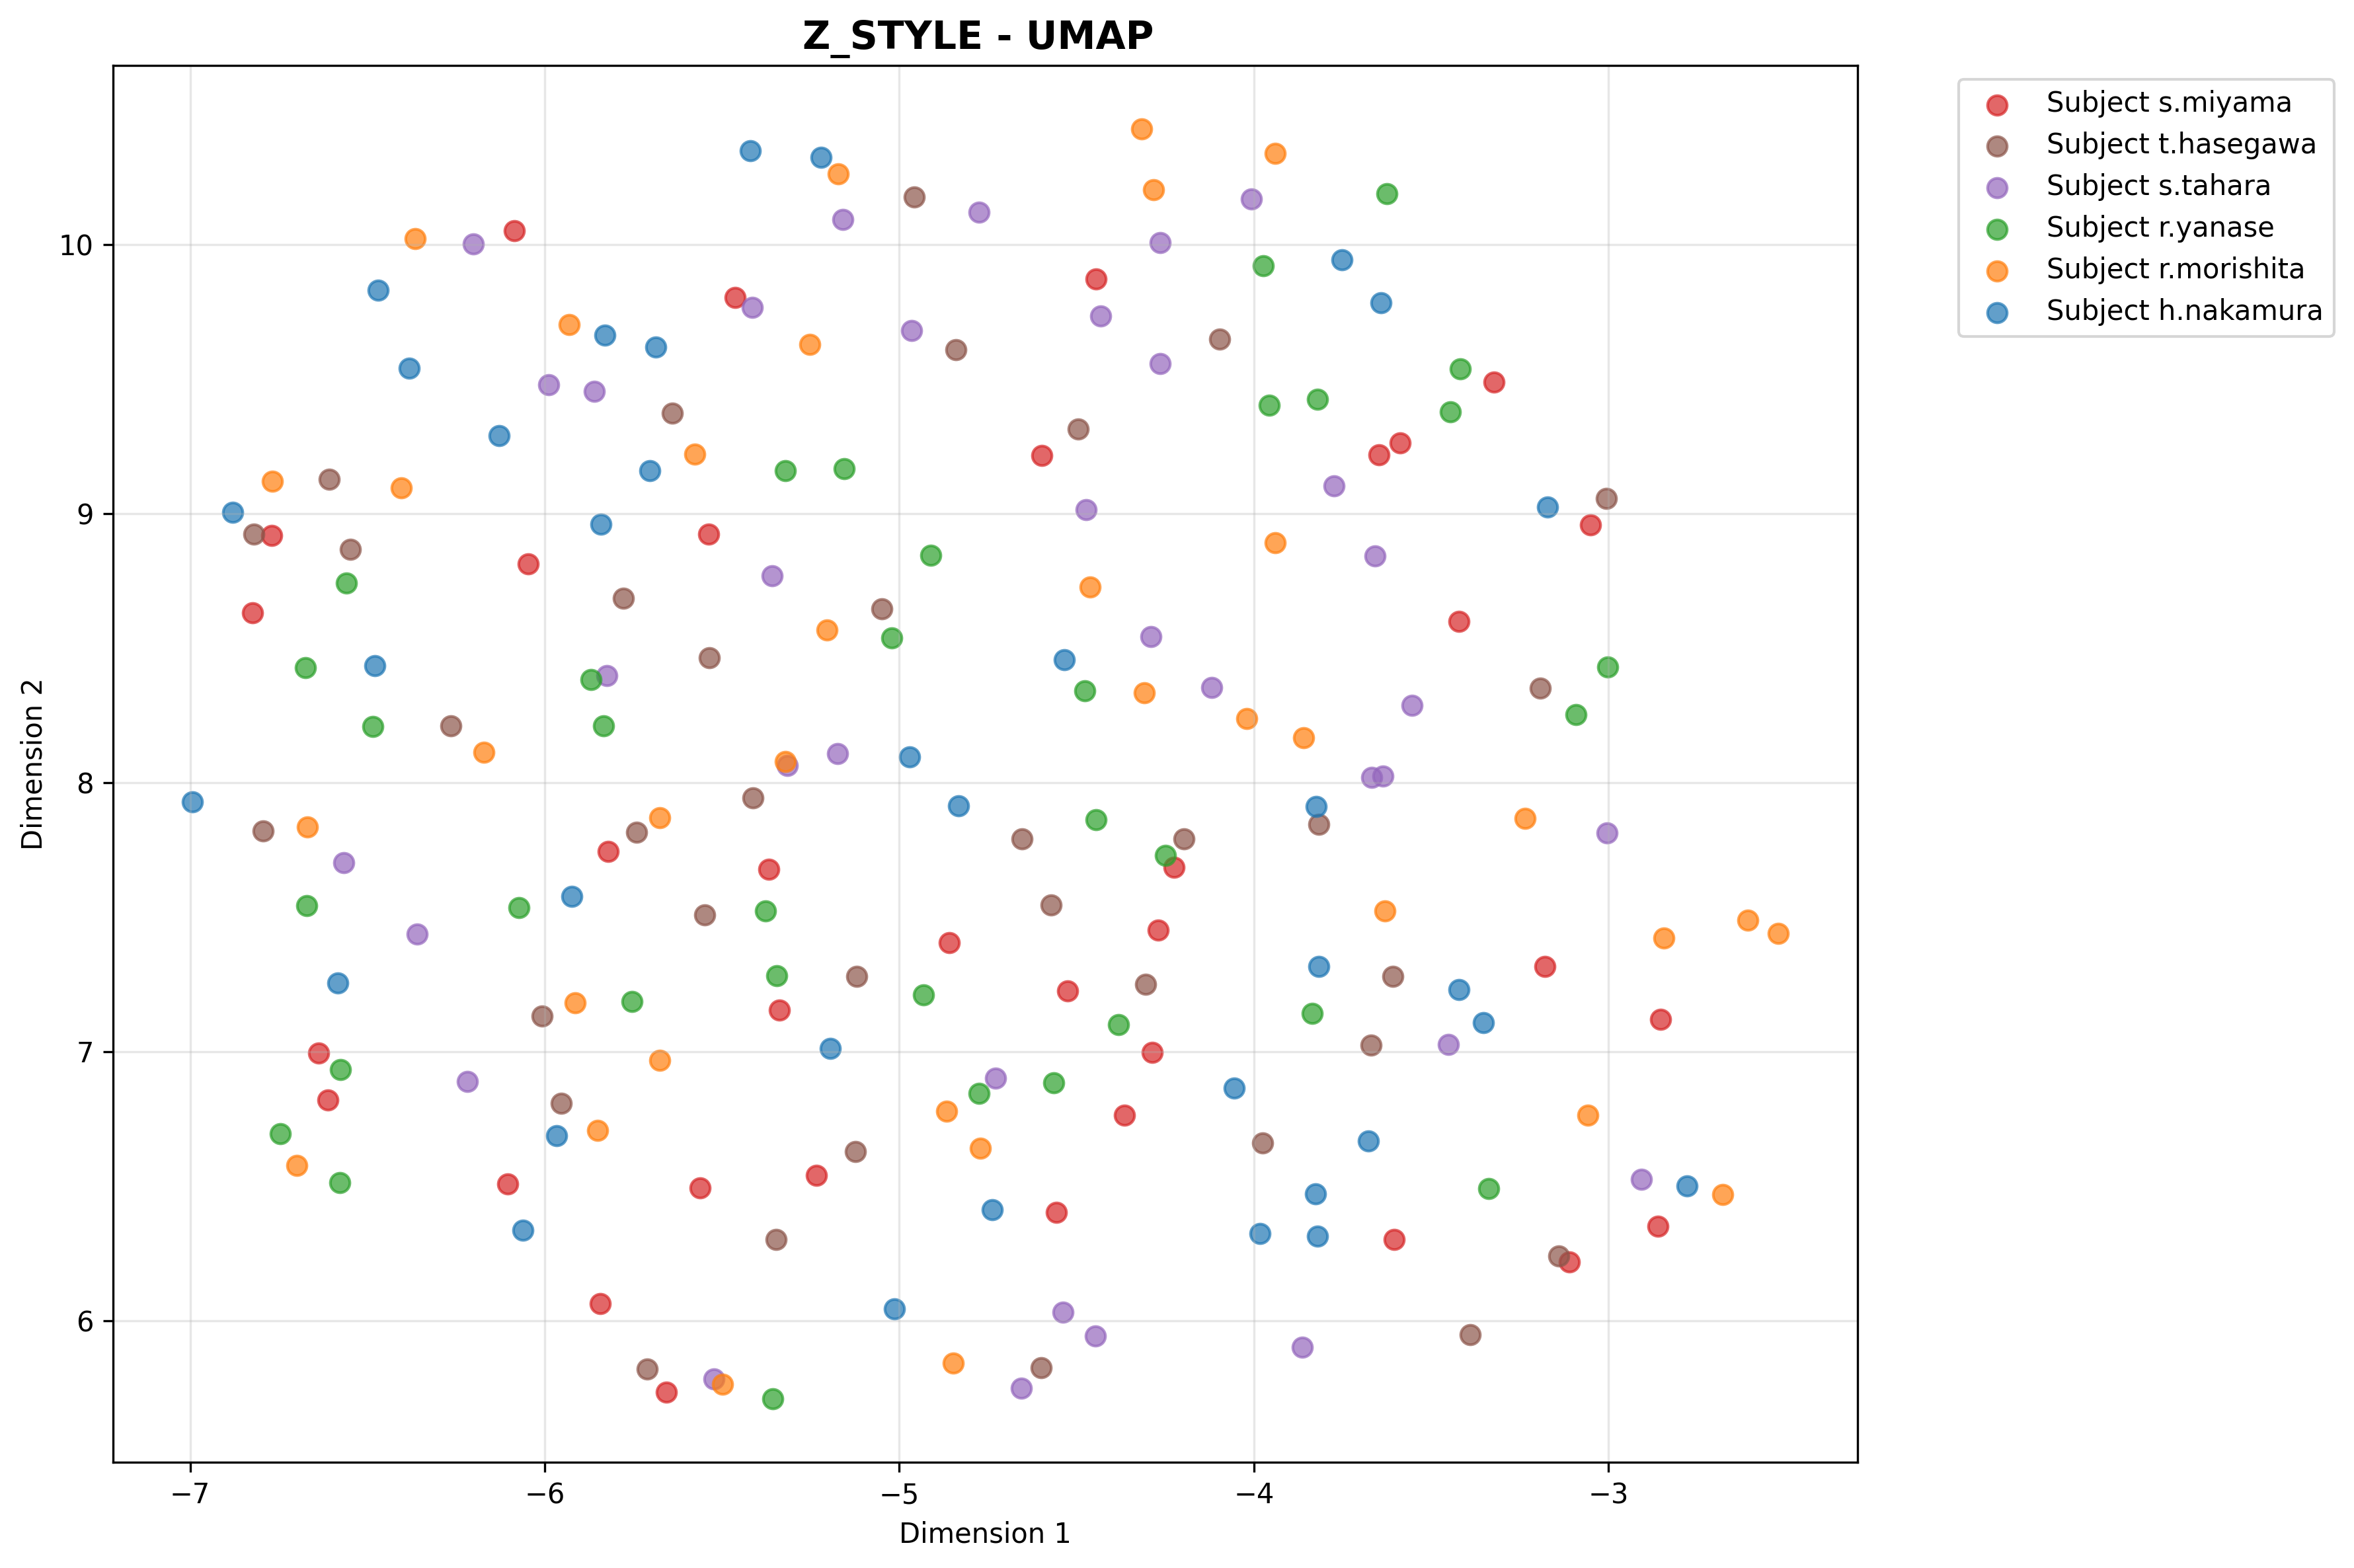 Z_STYLE - UMAP
Subject s.miyama
Subject t.hasegawa
Subject s.tahara
Subject r.yanase
Subject r.morishita
Subject h.nakamura
10
9
8
7
6
Dimension 2
−7
−6
−5
−4
−3
Dimension 1